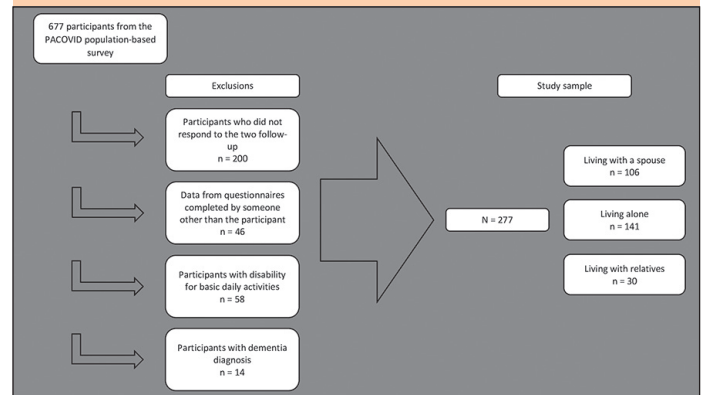 677 participants from the
PACOVID population-based
survey
Exclusions
Participants who did not
respond to the two follow-
up
n = 200
Data from questionnaires
completed by someone
other than the participant
n = 46
Participants with disability
for basic daily activities
n = 58
Participants with dementia
diagnosis
n = 14
Study sample
N = 277
Living with a spouse
n = 106
Living alone
n = 141
Living with relatives
n = 30